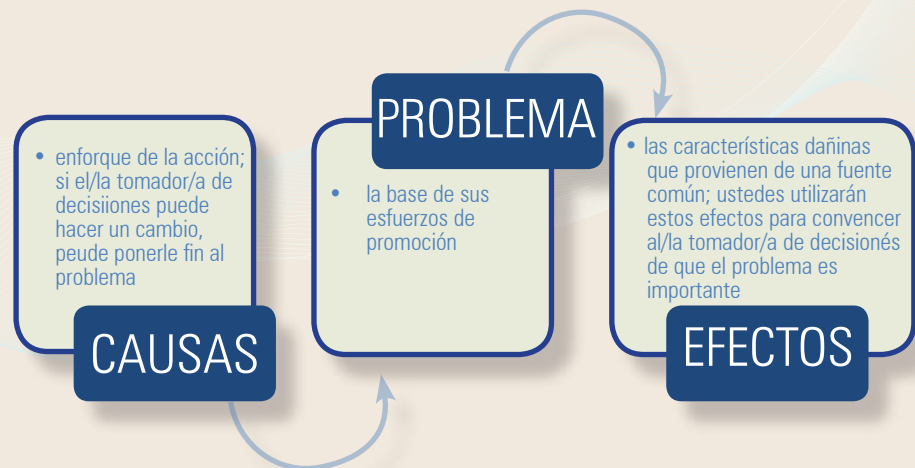 • enforque de la acción;
si el/la tomador/a de
decisiiones puede
hacer un cambio,
peude ponerle fin al
problema
CAUSAS
PROBLEMA
• la base de sus
esfuerzos de
promoción
• las características dañinas
que provienen de una fuente
común; ustedes utilizarán
estos efectos para convencer
al/la tomador/a de decisionés
de que el problema es
importante
EFECTOS